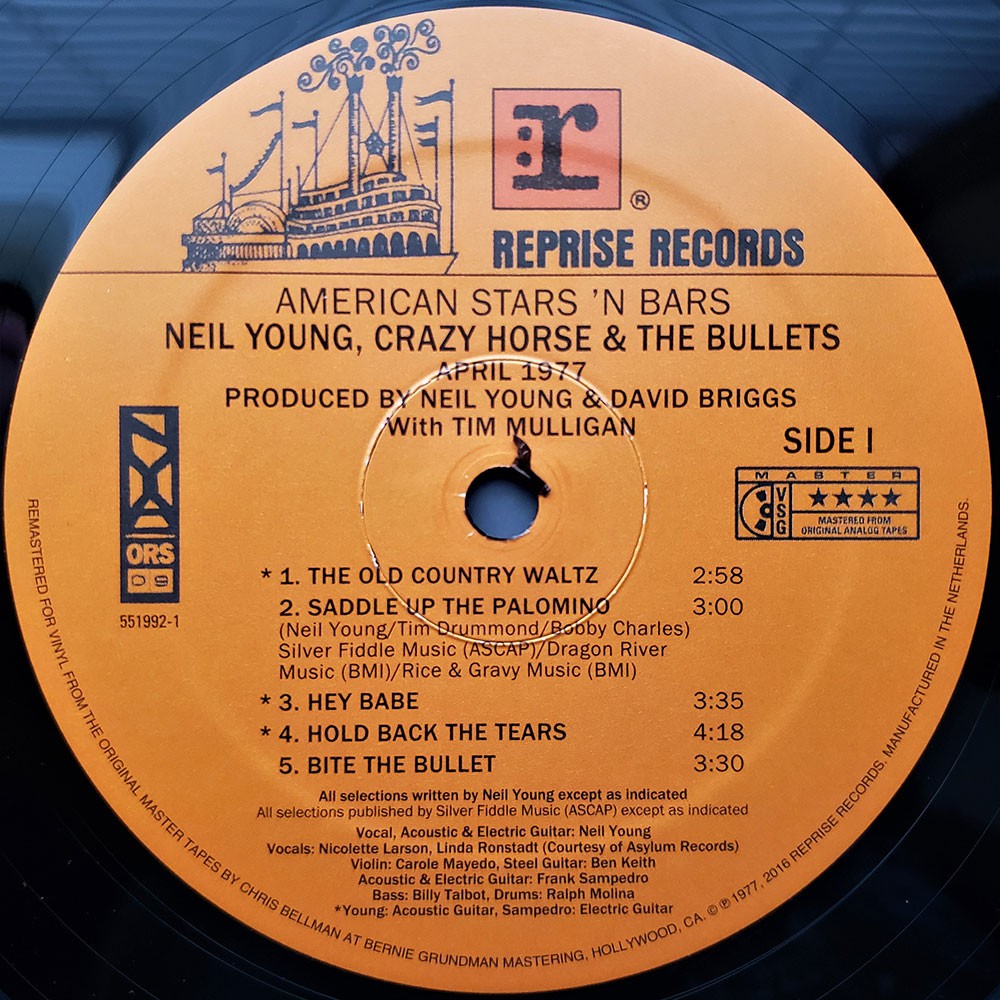 r
®
REPRISE RECORDS
AMERICAN STARS 'N BARS
NEIL YOUNG, CRAZY HORSE & THE BULLETS
APRIL 1977
PRODUCED BY NEIL YOUNG & DAVID BRIGGS
With TIM MULLIGAN
SIDE I
MASTER
VSG
MASTERED FROM
ORIGINAL ANALOG TAPES
NYA
ORS
09
551992-1
* 1. THE OLD COUNTRY WALTZ 2:58
2. SADDLE UP THE PALOMINO 3:00
(Neil Young/Tim Drummond/Bobby Charles)
Silver Fiddle Music (ASCAP)/Dragon River
Music (BMI)/Rice & Gravy Music (BMI)
* 3. HEY BABE 3:35
* 4. HOLD BACK THE TEARS 4:18
5. BITE THE BULLET 3:30
All selections written by Neil Young except as indicated
All selections published by Silver Fiddle Music (ASCAP) except as indicated
Vocal, Acoustic & Electric Guitar: Neil Young
Vocals: Nicolette Larson, Linda Ronstadt (Courtesy of Asylum Records)
Violin: Carole Mayedo, Steel Guitar: Ben Keith
Acoustic & Electric Guitar: Frank Sampedro
Bass: Billy Talbot, Drums: Ralph Molina
*Young: Acoustic Guitar, Sampedro: Electric Guitar
REMASTERED FOR VINYL FROM THE ORIGINAL MASTER TAPES BY CHRIS BELLMAN AT BERNIE GRUNDMAN MASTERING, HOLLYWOOD, CA. © ℗ 1977, 2016 REPRISE RECORDS. MANUFACTURED IN THE NETHERLANDS.